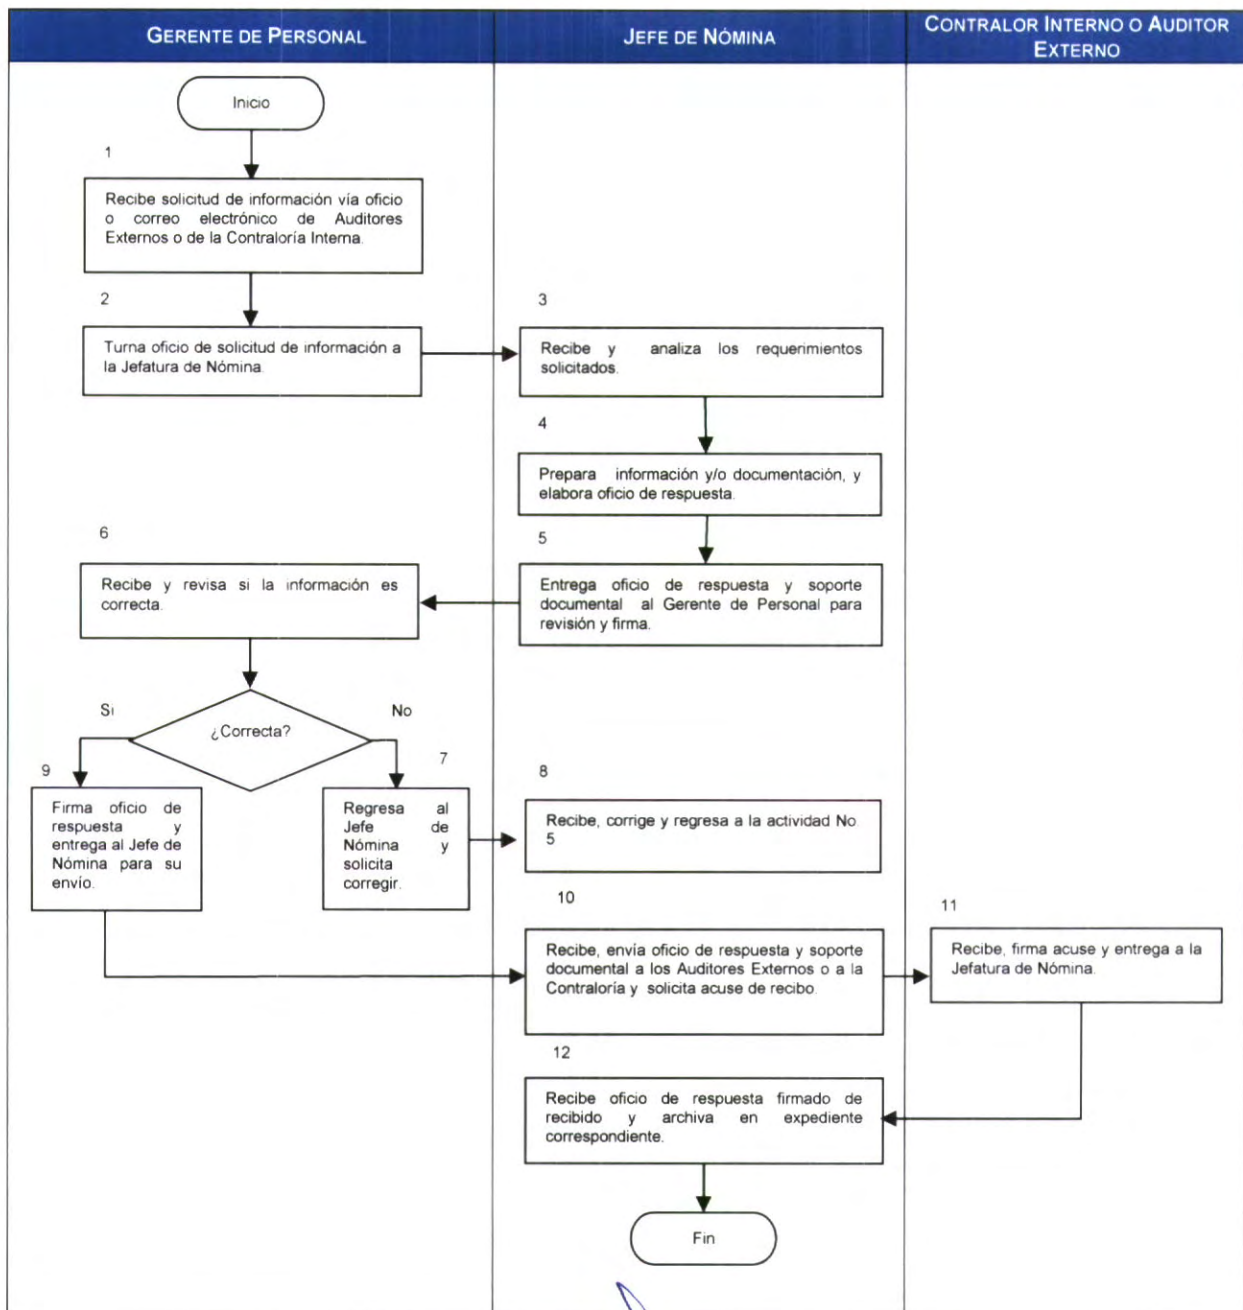 GERENTE DE PERSONAL
JEFE DE NÓMINA
CONTRALOR INTERNO O AUDITOR
EXTERNO
Inicio
1
Recibe solicitud de información vía oficio
o correo electrónico de Auditores
Externos o de la Contraloría Interna.
2
Turna oficio de solicitud de información a
la Jefatura de Nómina.
3
Recibe y analiza los requerimientos
solicitados.
4
Prepara información y/o documentación, y
elabora oficio de respuesta.
5
Entrega oficio de respuesta y soporte
documental al Gerente de Personal para
revisión y firma.
6
Recibe y revisa si la información es
correcta.
¿Correcta?
Si
No
7
Regresa al
Jefe de
Nómina y
solicita
corregir.
8
Recibe, corrige y regresa a la actividad No.
5
9
Firma oficio de
respuesta y
entrega al Jefe de
Nómina para su
envío.
10
Recibe, envía oficio de respuesta y soporte
documental a los Auditores Externos o a la
Contraloría y solicita acuse de recibo.
11
Recibe, firma acuse y entrega a la
Jefatura de Nómina.
12
Recibe oficio de respuesta firmado de
recibido y archiva en expediente
correspondiente.
Fin